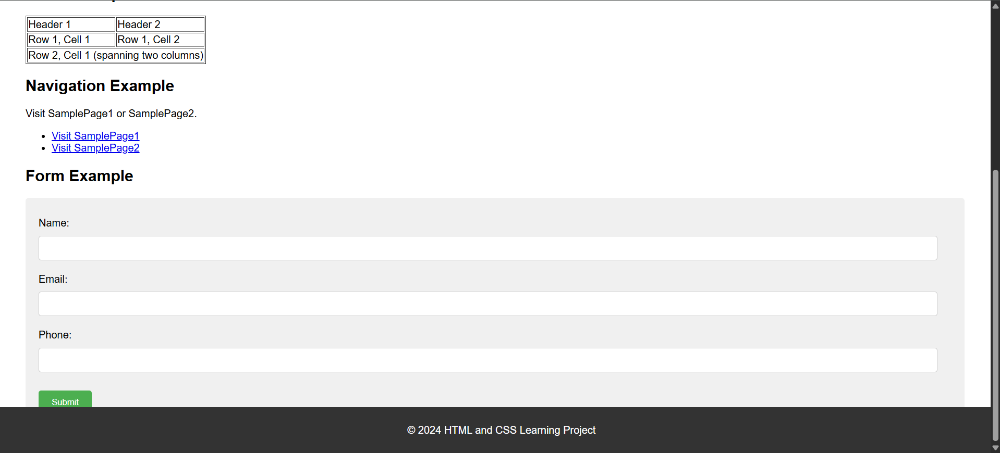 Header 1 Header 2
Row 1, Cell 1 Row 1, Cell 2
Row 2, Cell 1 (spanning two columns)
Navigation Example
Visit SamplePage1 or SamplePage2.
Visit SamplePage1
Visit SamplePage2
Form Example
Name:
Email:
Phone:
Submit
© 2024 HTML and CSS Learning Project